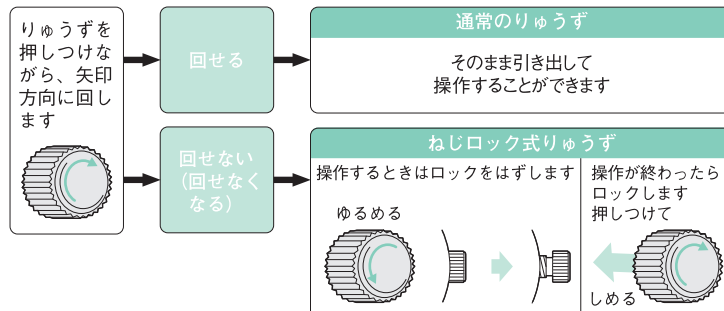 りゅうずを
押しつけな
がら、矢印
方向に回し
ます
回せる
通常のりゅうず
そのまま引き出して
操作することができます
回せない
（回せなく
なる）
ねじロック式りゅうず
操作するときはロックをはずします
ゆるめる
操作が終わったら
ロックします
押しつけて
しめる